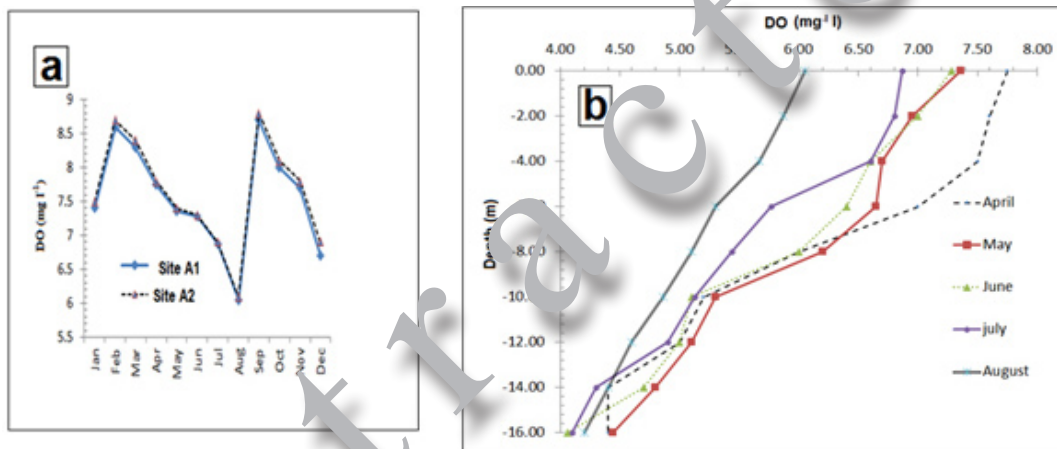 a
9
8.5
8
7.5
7
6.5
6
5.5
DO (mg l⁻¹)
Site A1
Site A2
Jan
Feb
Mar
Apr
May
Jun
Jul
Aug
Sep
Oct
Nov
Dec
DO (mg⁻ˡ l)
4.00 4.50 5.00 6.00 6.50 7.00 7.50 8.00
b
0.00
-2.00
-4.00
-8.00
-10.00
-12.00
-14.00
-16.00
Depth (m)
April
May
June
july
August